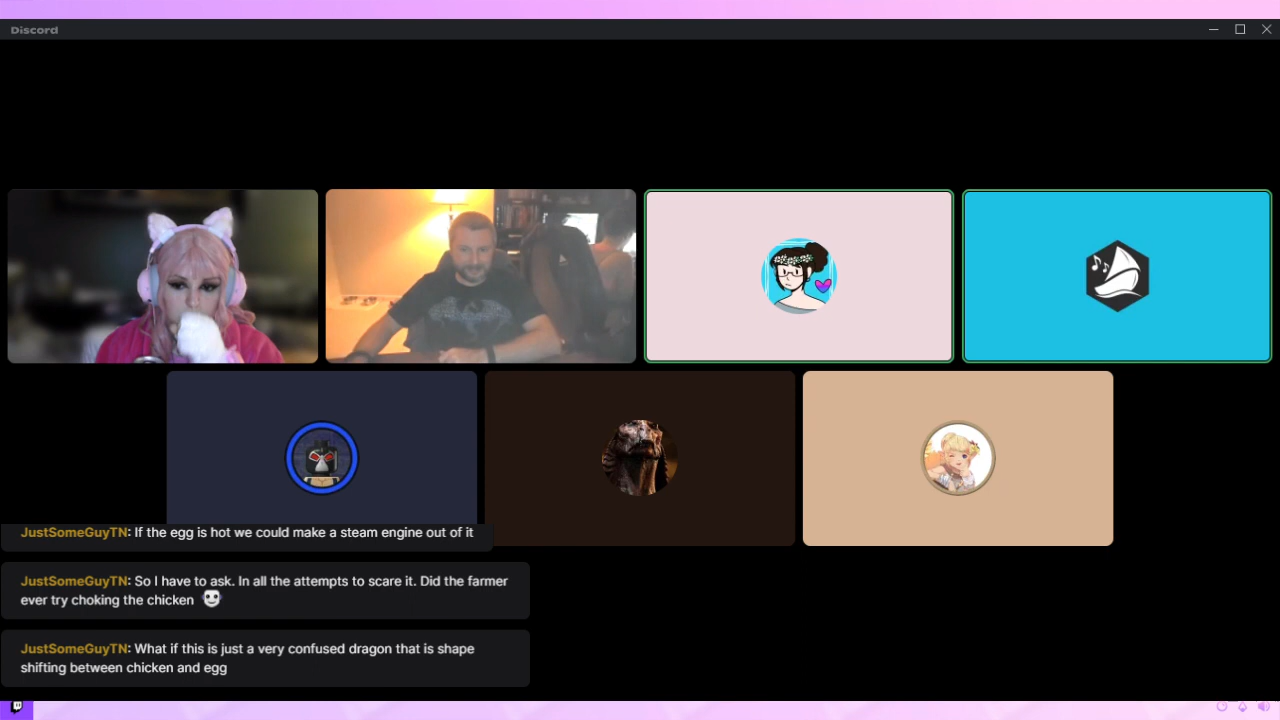 Discord
JustSomeGuyTN: If the egg is hot we could make a steam engine out of it
JustSomeGuyTN: So I have to ask. In all the attempts to scare it. Did the farmer
ever try choking the chicken
JustSomeGuyTN: What if this is just a very confused dragon that is shape
shifting between chicken and egg